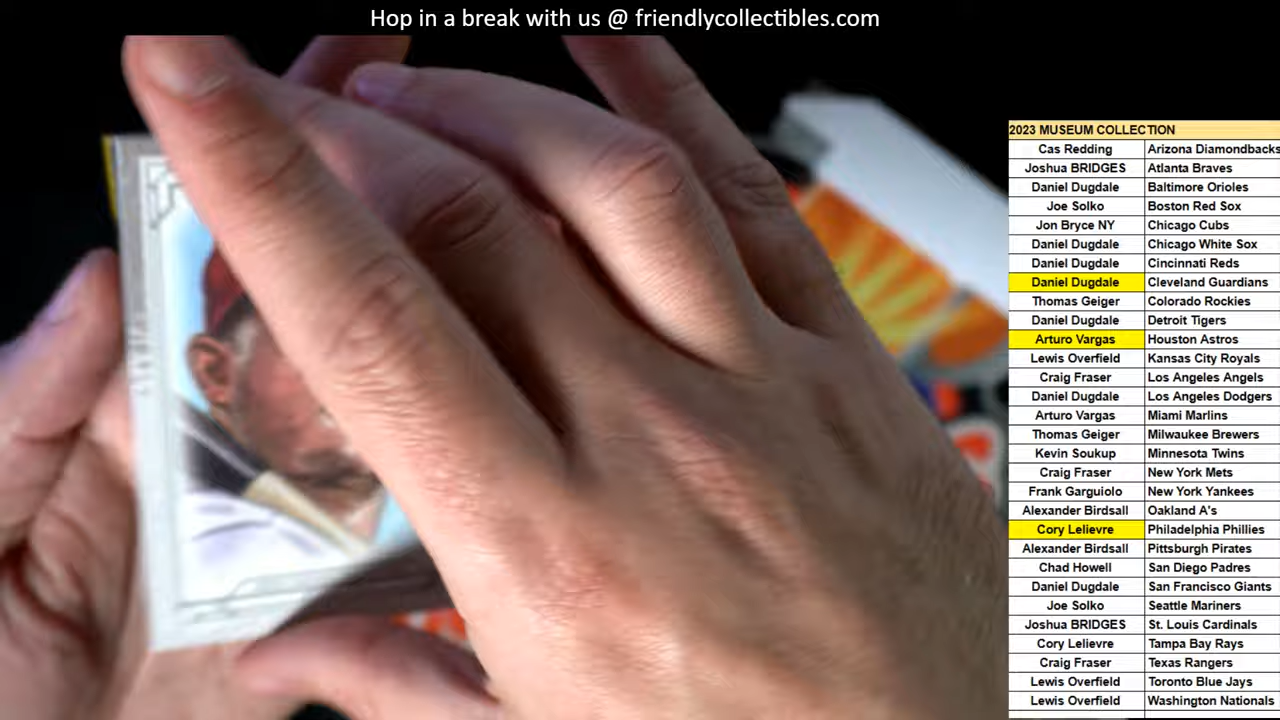 Hop in a break with us @ friendlycollectibles.com
2023 MUSEUM COLLECTION
Cas Redding Arizona Diamondbacks
Joshua BRIDGES Atlanta Braves
Daniel Dugdale Baltimore Orioles
Joe Solko Boston Red Sox
Jon Bryce NY Chicago Cubs
Daniel Dugdale Chicago White Sox
Daniel Dugdale Cincinnati Reds
Daniel Dugdale Cleveland Guardians
Thomas Geiger Colorado Rockies
Daniel Dugdale Detroit Tigers
Arturo Vargas Houston Astros
Lewis Overfield Kansas City Royals
Craig Fraser Los Angeles Angels
Daniel Dugdale Los Angeles Dodgers
Arturo Vargas Miami Marlins
Thomas Geiger Milwaukee Brewers
Kevin Soukup Minnesota Twins
Craig Fraser New York Mets
Frank Garguiolo New York Yankees
Alexander Birdsall Oakland A's
Cory Lelievre Philadelphia Phillies
Alexander Birdsall Pittsburgh Pirates
Chad Howell San Diego Padres
Daniel Dugdale San Francisco Giants
Joe Solko Seattle Mariners
Joshua BRIDGES St. Louis Cardinals
Cory Lelievre Tampa Bay Rays
Craig Fraser Texas Rangers
Lewis Overfield Toronto Blue Jays
Lewis Overfield Washington Nationals